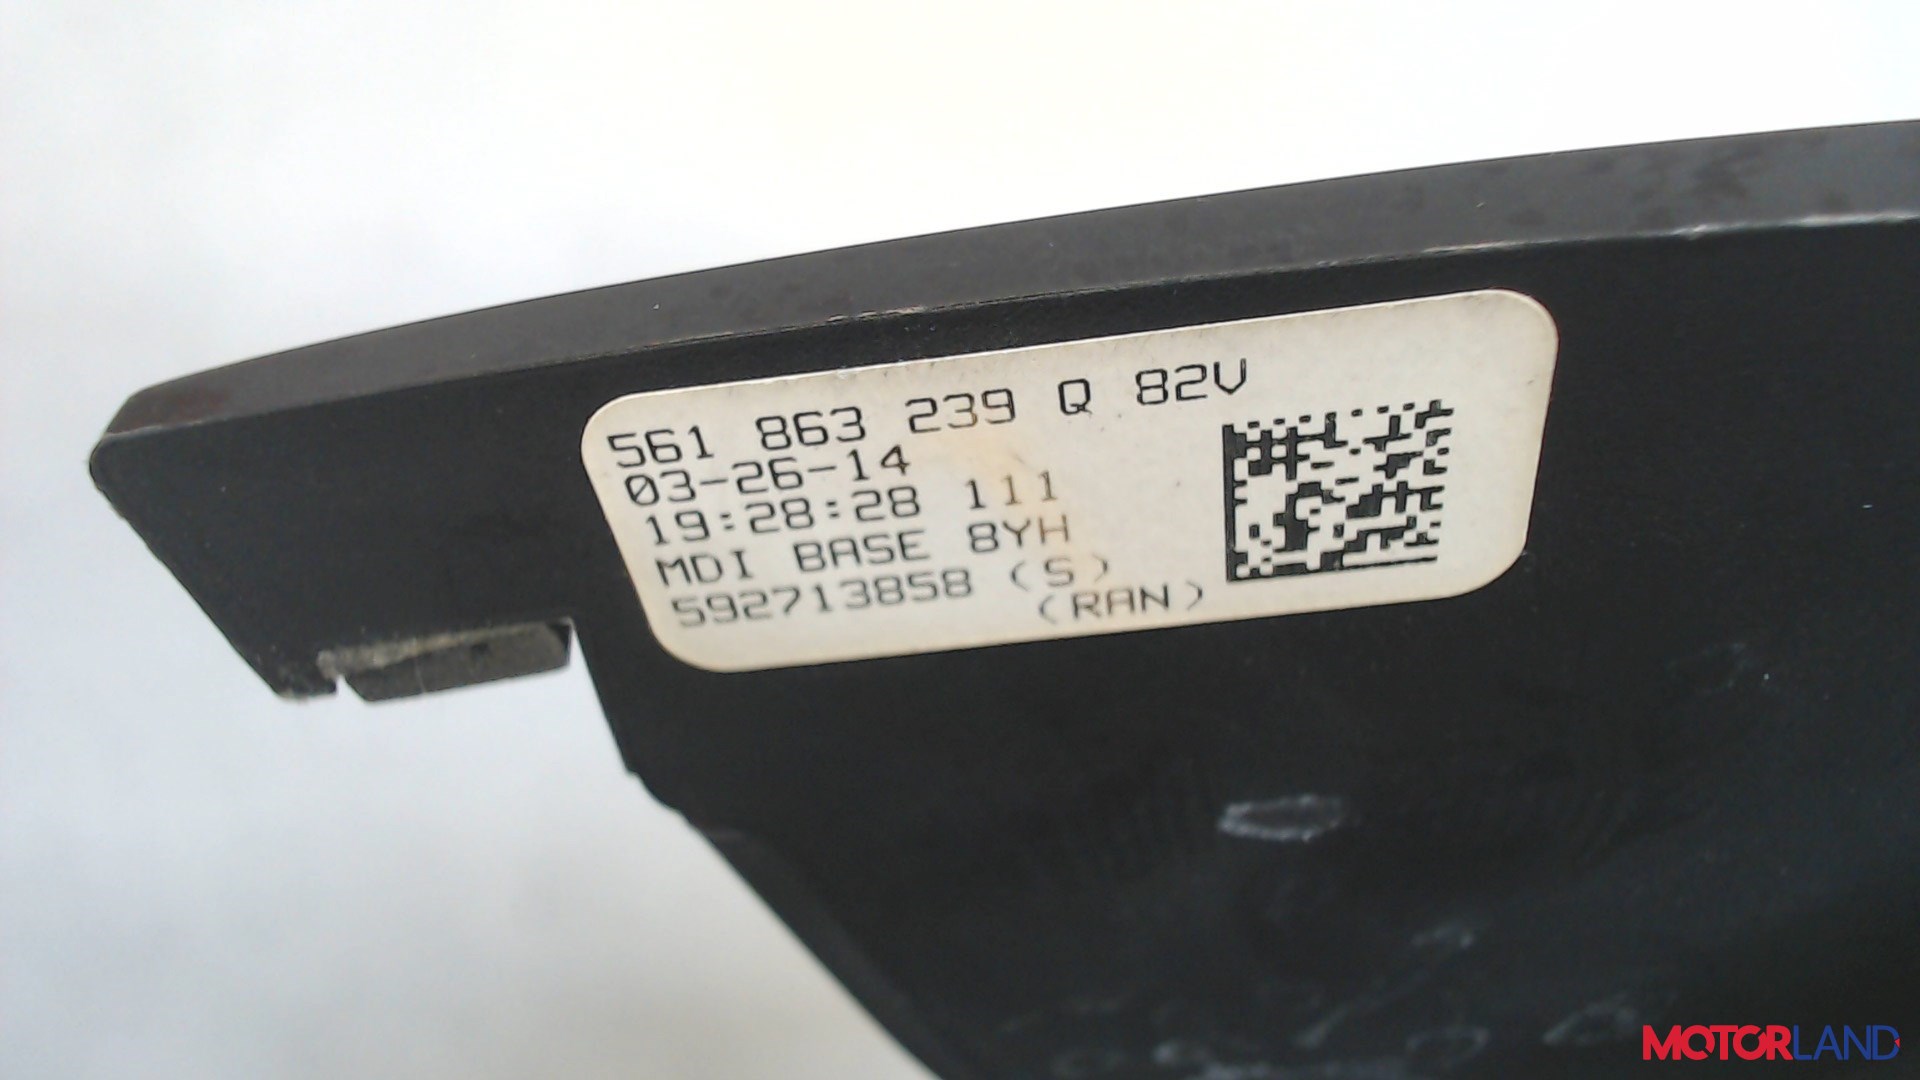 561 863 239 Q 82V
03-26-14
19:28:28 111
MDI BASE 8YH
592713858 (S)
(RAN)
MOTORLAND